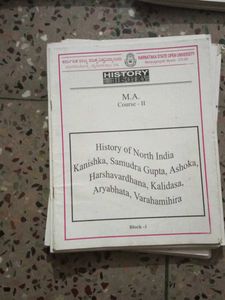 KARNATAKA STATE OPEN UNIVERSITY
HISTORY
M.A.
Course - II
History of North India
Kanishka, Samudra Gupta, Ashoka,
Harshavardhana, Kalidasa,
Aryabhata, Varahamihira
Block -I